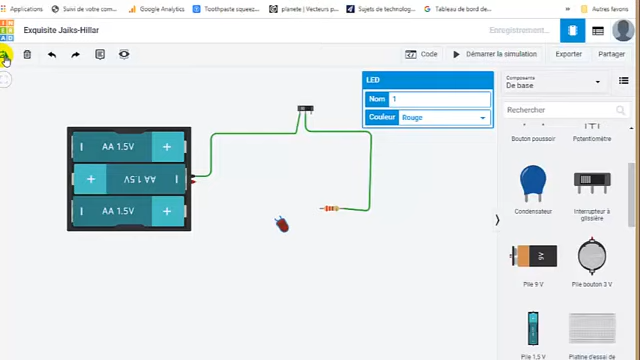 Applications
Suivi de votre com...
Google Analytics
planete | Vecteurs p...
Sujets de technolog...
Tableau de bord de...
Autres favoris
Exquisite Jaiks-Hillar
Enregistrement...
Code
Démarrer la simulation
Exporter
Partager
LED
Nom 1
Couleur Rouge
Composants
De base
Rechercher
Bouton poussoir
Potentiomètre
Condensateur
Interrupteur à glissière
9V
Pile 9 V
Pile bouton 3 V
Pile 1,5 V
Platine d'essai de
AA 1.5V
AA 1.5V
AA 1.5V